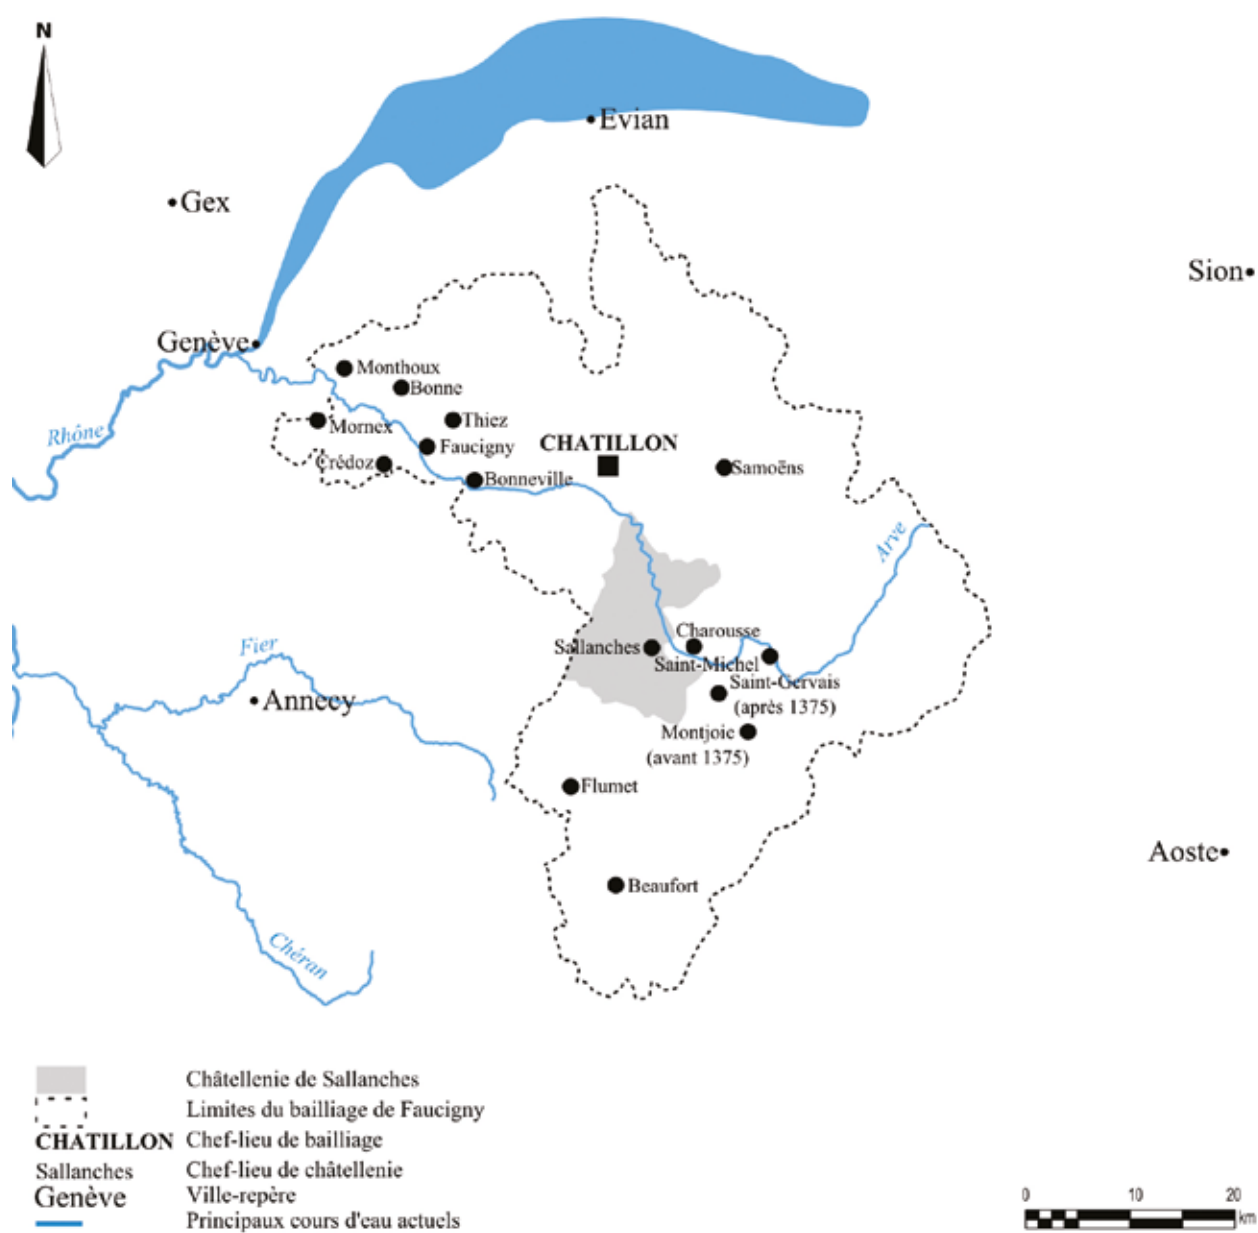 N
Evian
Gex
Sion
Genève
Monthoux
Bonne
Rhône
Mornex
Thiez
Faucigny
CHATILLON
Crédoz
Samoëns
Bonneville
Arve
Charousse
Sallanches
Saint-Michel
Fier
Annecy
Saint-Gervais
(après 1375)
Montjoie
(avant 1375)
Flumet
Aoste
Beaufort
Chéran
Châtellenie de Sallanches
Limites du bailliage de Faucigny
CHATILLON Chef-lieu de bailliage
Sallanches Chef-lieu de châtellenie
Genève Ville-repère
Principaux cours d'eau actuels
0 10 20
km